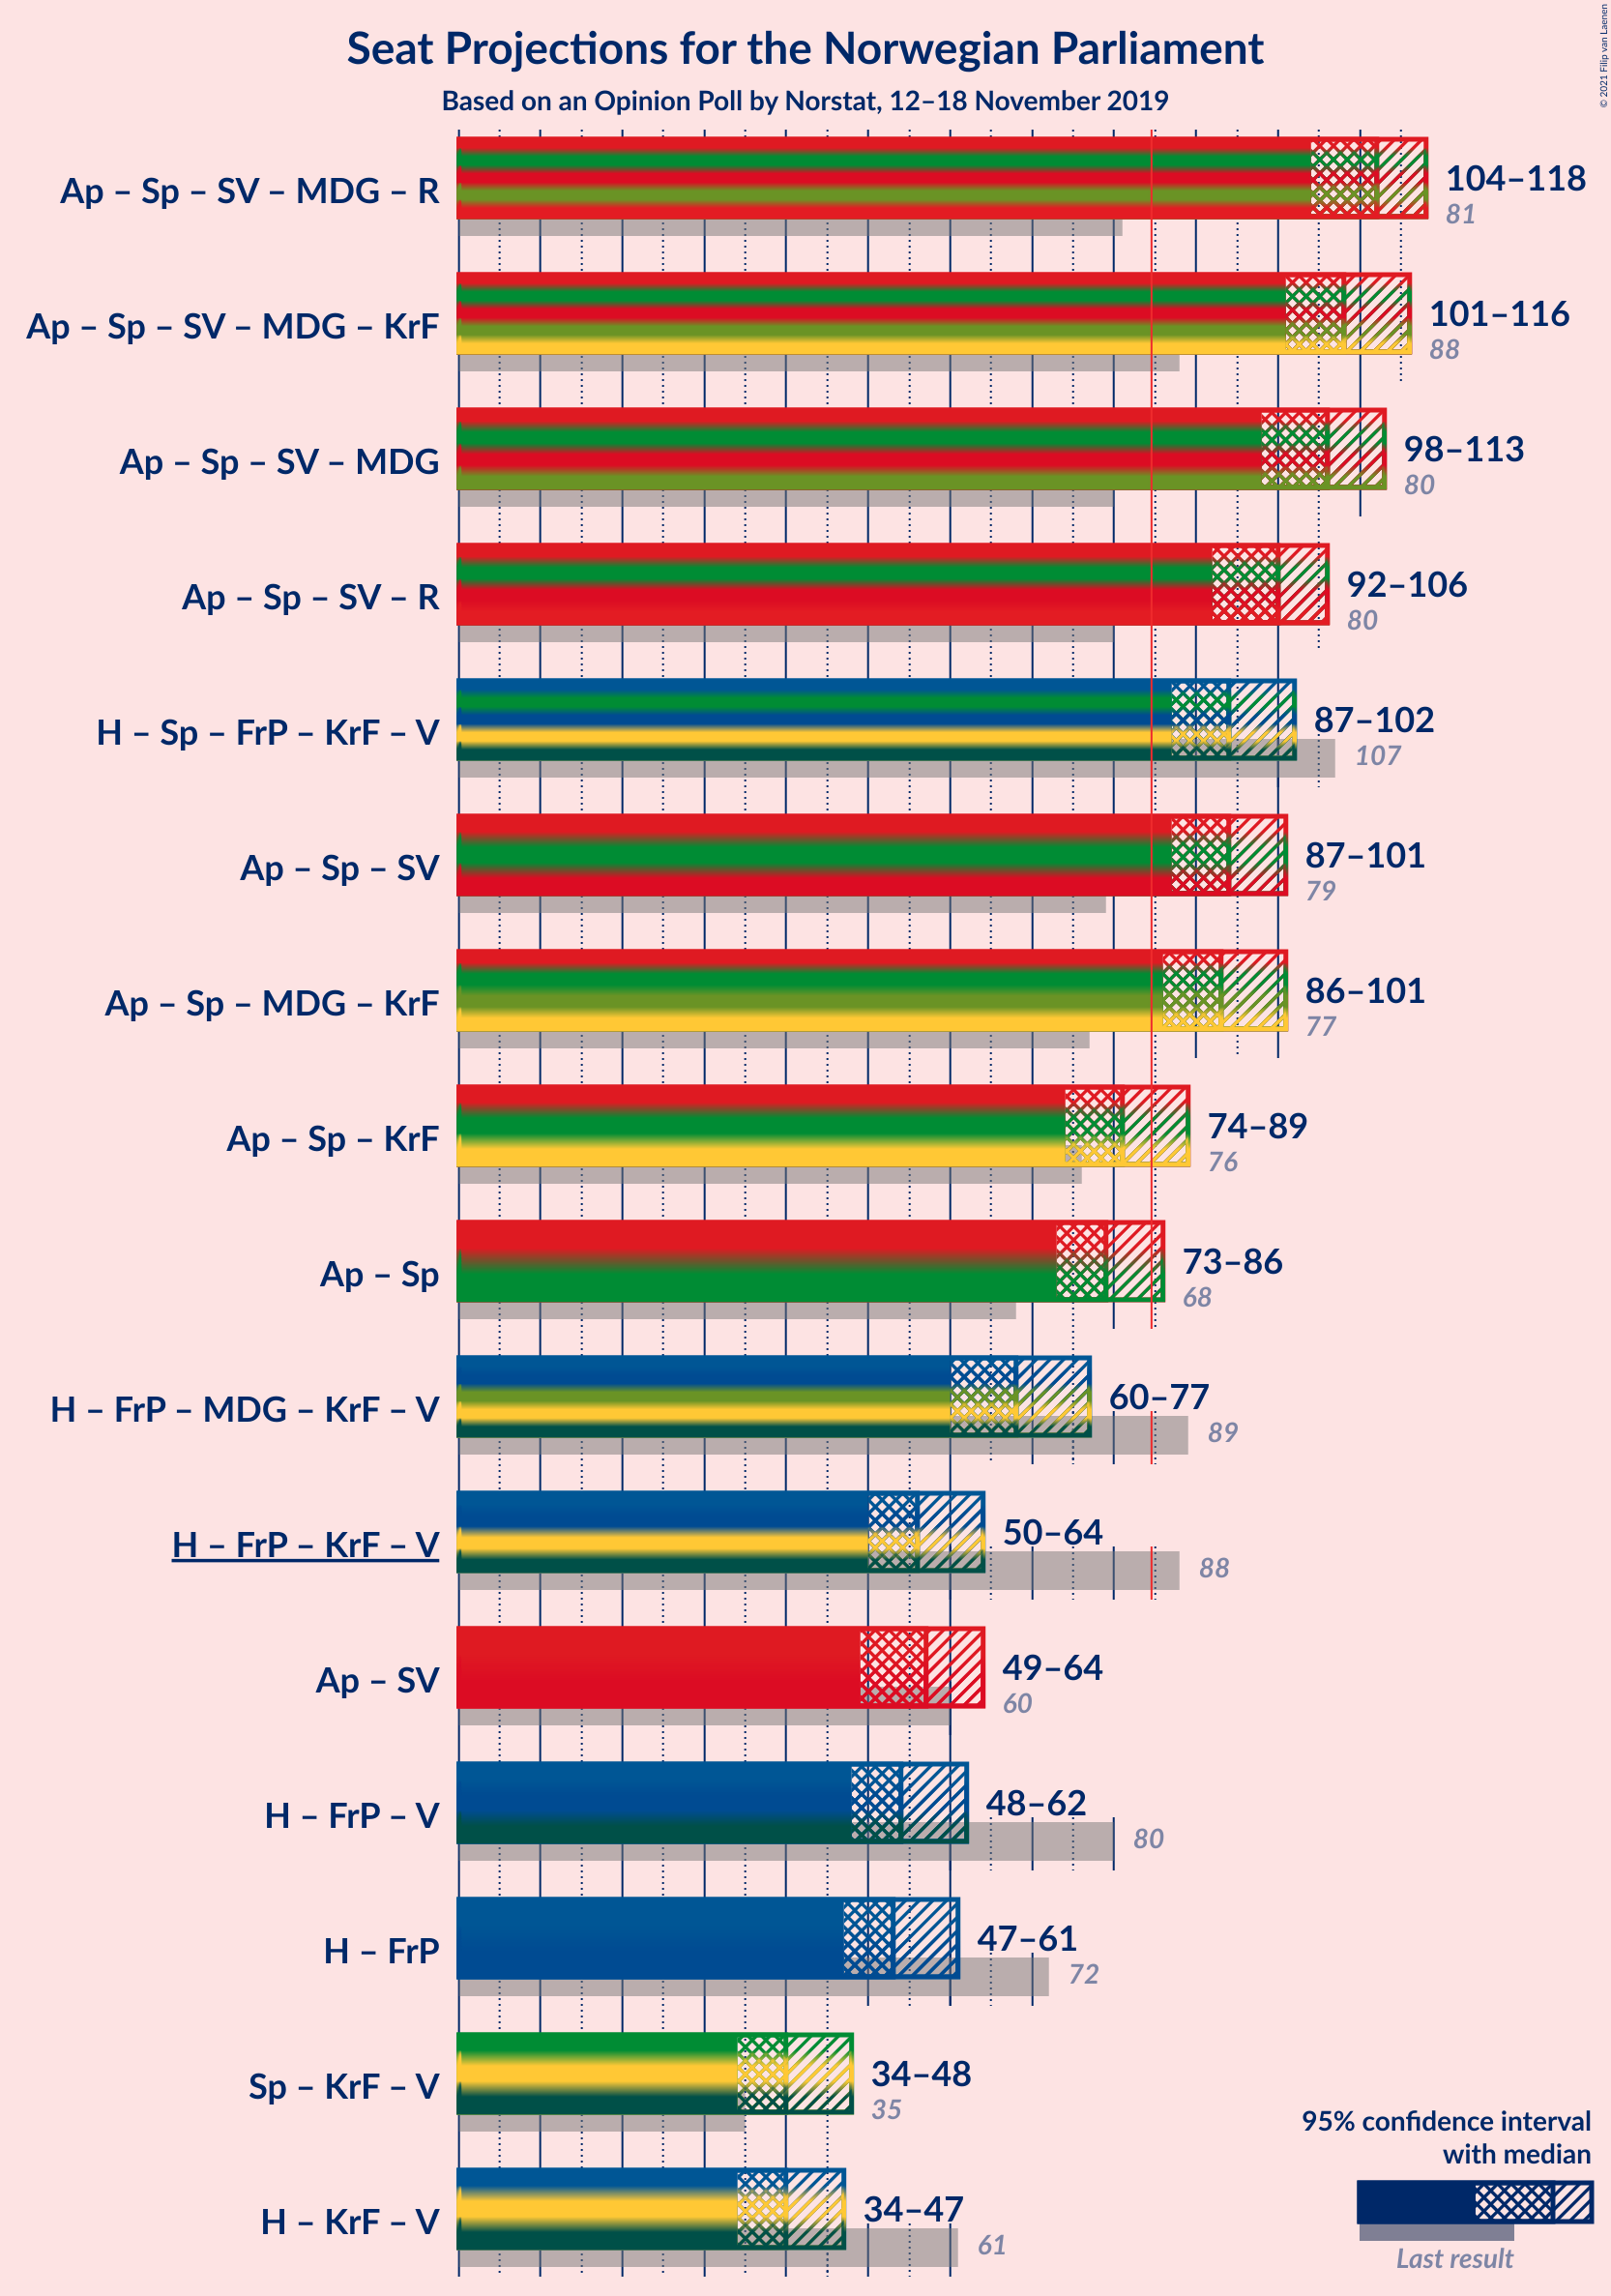 Seat Projections for the Norwegian Parliament
Based on an Opinion Poll by Norstat, 12–18 November 2019
© 2021 Filip van Laenen
Ap – Sp – SV – MDG – R
104–118
81
Ap – Sp – SV – MDG – KrF
101–116
88
Ap – Sp – SV – MDG
98–113
80
Ap – Sp – SV – R
92–106
80
H – Sp – FrP – KrF – V
87–102
107
Ap – Sp – SV
87–101
79
Ap – Sp – MDG – KrF
86–101
77
Ap – Sp – KrF
74–89
76
Ap – Sp
73–86
68
H – FrP – MDG – KrF – V
60–77
89
H – FrP – KrF – V
50–64
88
Ap – SV
49–64
60
H – FrP – V
48–62
80
H – FrP
47–61
72
Sp – KrF – V
34–48
35
H – KrF – V
34–47
61
95% confidence interval
with median
Last result